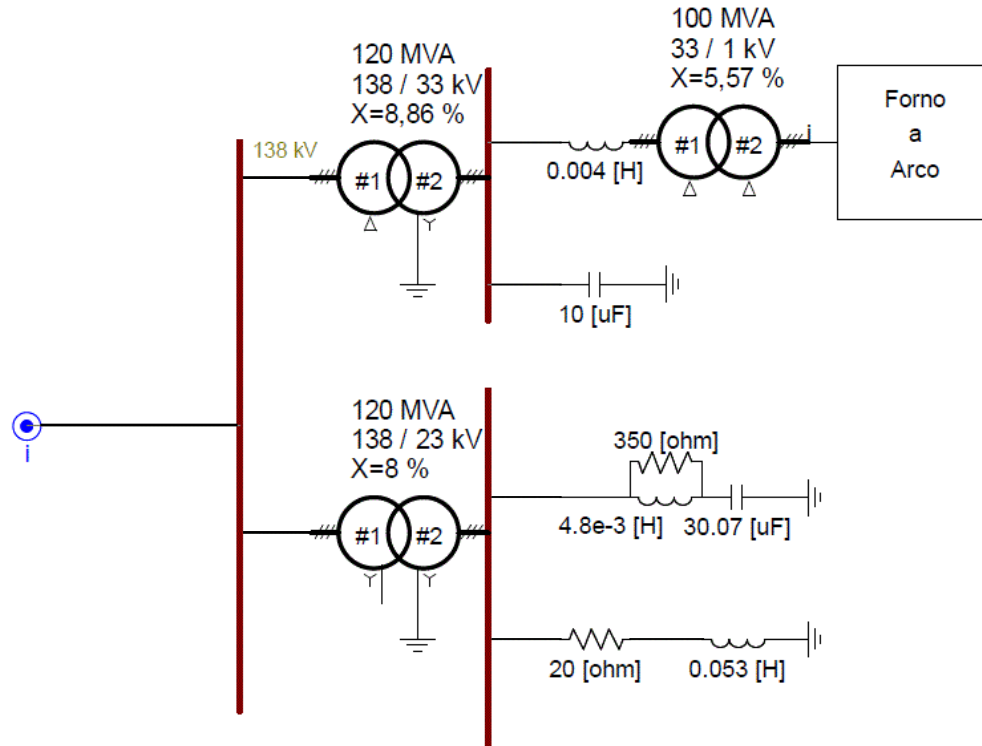 120 MVA
138 / 33 kV
X=8,86 %
138 kV
#1
#2
Δ
Y
100 MVA
33 / 1 kV
X=5,57 %
0.004 [H]
#1
#2
Δ
Δ
i
Forno
a
Arco
10 [uF]
i
120 MVA
138 / 23 kV
X=8 %
#1
#2
Y
Y
350 [ohm]
4.8e-3 [H]
30.07 [uF]
20 [ohm]
0.053 [H]